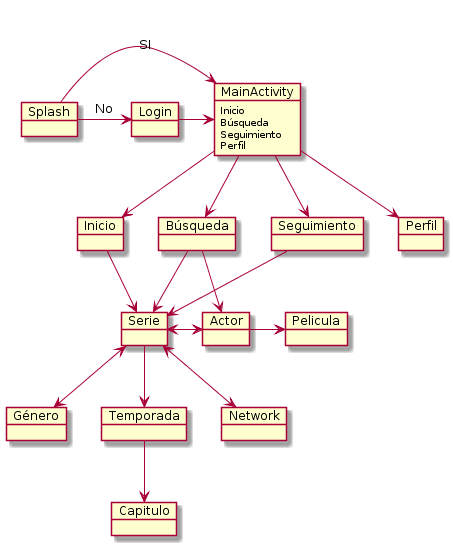 SI
MainActivity
Splash
No
Login
Inicio
Búsqueda
Seguimiento
Perfil
Inicio
Búsqueda
Seguimiento
Perfil
Serie
Actor
Pelicula
Género
Temporada
Network
Capitulo